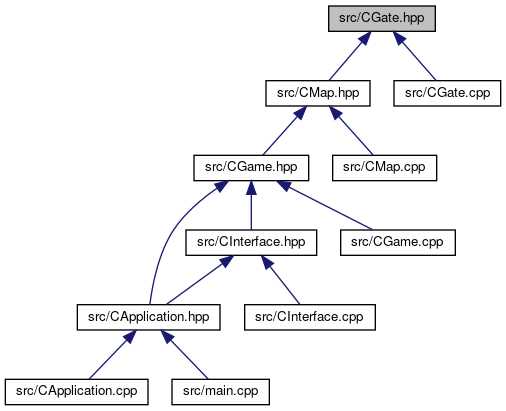 src/CGate.hpp
src/CMap.hpp
src/CGate.cpp
src/CGame.hpp
src/CMap.cpp
src/CInterface.hpp
src/CGame.cpp
src/CApplication.hpp
src/CInterface.cpp
src/CApplication.cpp
src/main.cpp